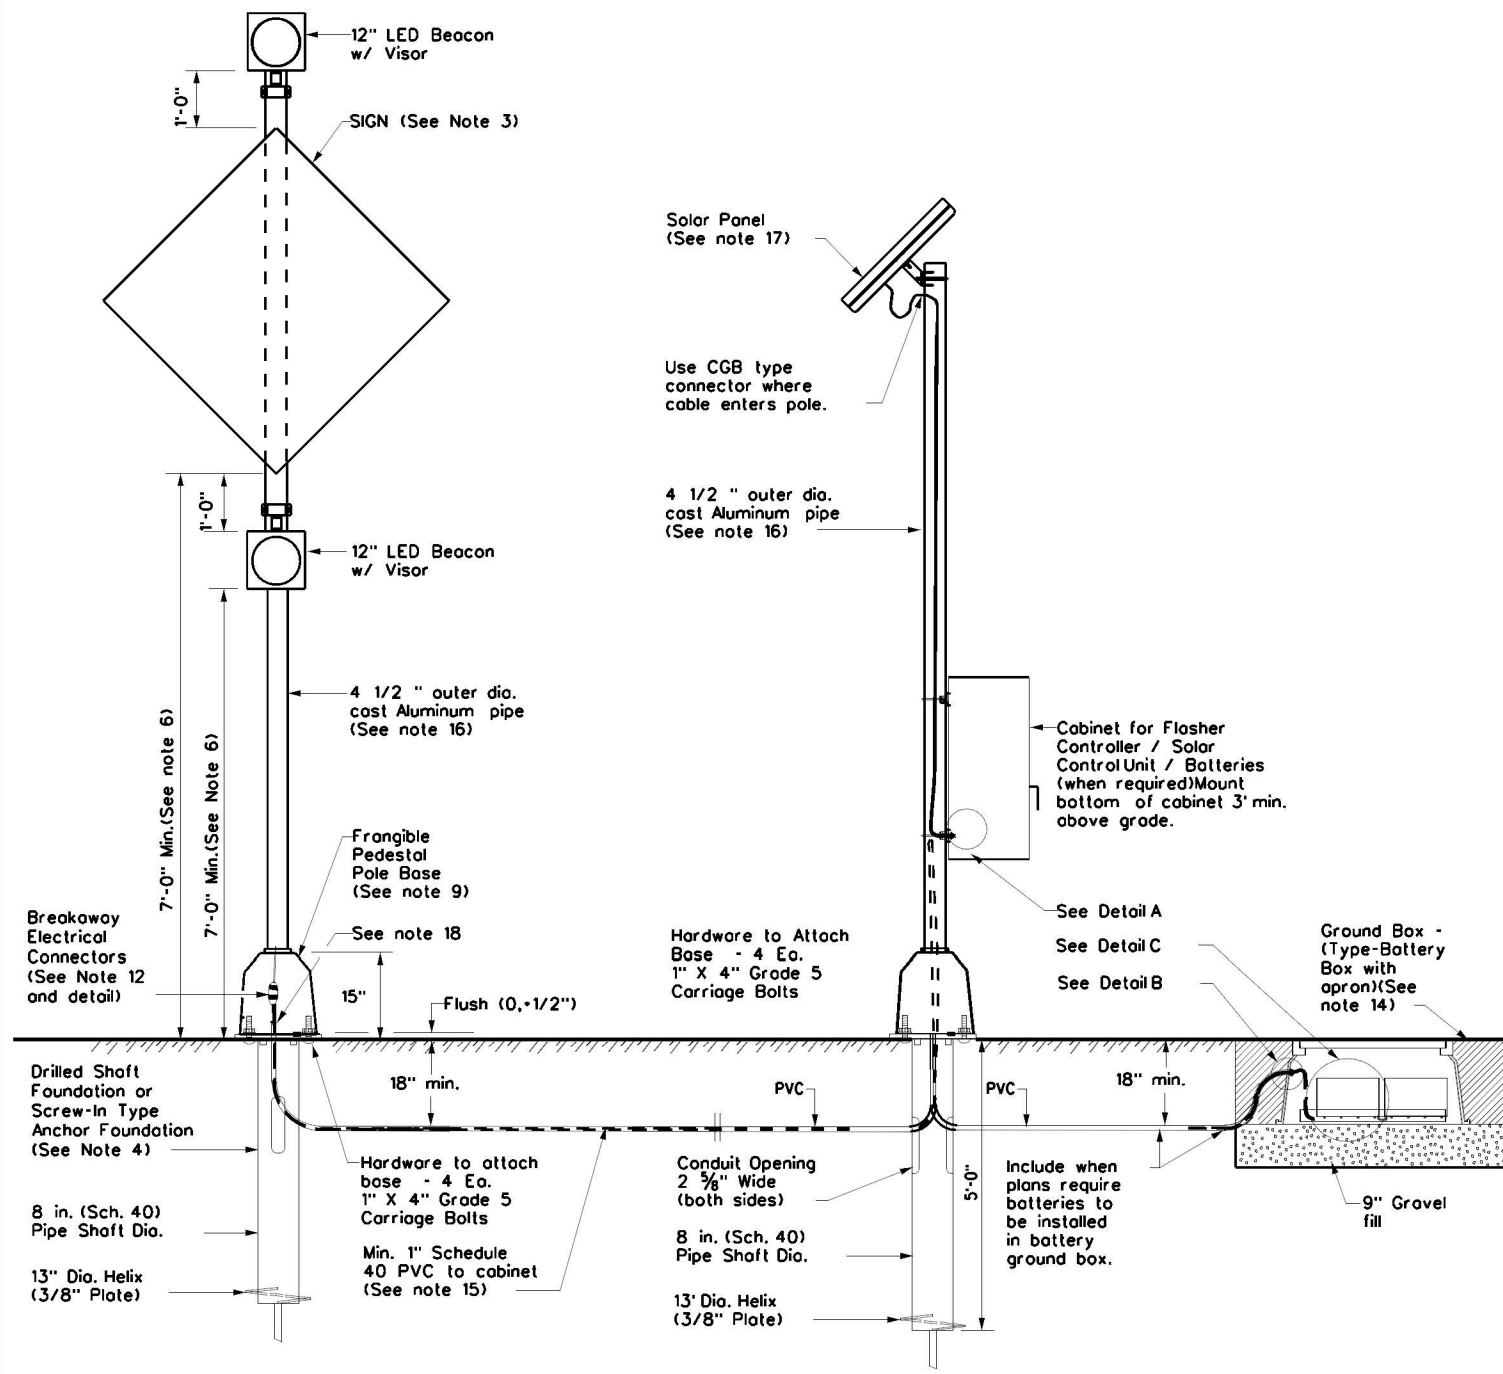 12" LED Beacon
w/ Visor
1'-0"
SIGN (See Note 3)
Solar Panel
(See note 17)
Use CGB type
connector where
cable enters pole.
4 1/2 " outer dia.
cast Aluminum pipe
(See note 16)
1'-0"
12" LED Beacon
w/ Visor
4 1/2 " outer dia.
cast Aluminum pipe
(See note 16)
7'-0" Min.(See note 6)
7'-0" Min.(See Note 6)
Cabinet for Flasher
Controller / Solar
Control Unit / Batteries
(when required)Mount
bottom of cabinet 3' min.
above grade.
Frangible
Pedestal
Pole Base
(See note 9)
See note 18
Breakaway
Electrical
Connectors
(See Note 12
and detail)
15"
Flush (0,+1/2")
Hardware to Attach
Base - 4 Ea.
1" X 4" Grade 5
Carriage Bolts
See Detail A
See Detail C
See Detail B
Ground Box -
(Type-Battery
Box with
apron)(See
note 14)
Drilled Shaft
Foundation or
Screw-In Type
Anchor Foundation
(See Note 4)
18" min.
PVC
PVC
18" min.
8 in. (Sch. 40)
Pipe Shaft Dia.
13" Dia. Helix
(3/8" Plate)
Hardware to attach
base - 4 Ea.
1" X 4" Grade 5
Carriage Bolts
Min. 1" Schedule
40 PVC to cabinet
(See note 15)
Conduit Opening
2 5/8" Wide
(both sides)
8 in. (Sch. 40)
Pipe Shaft Dia.
13' Dia. Helix
(3/8" Plate)
5'-0"
Include when
plans require
batteries to
be installed
in battery
ground box.
9" Gravel
fill